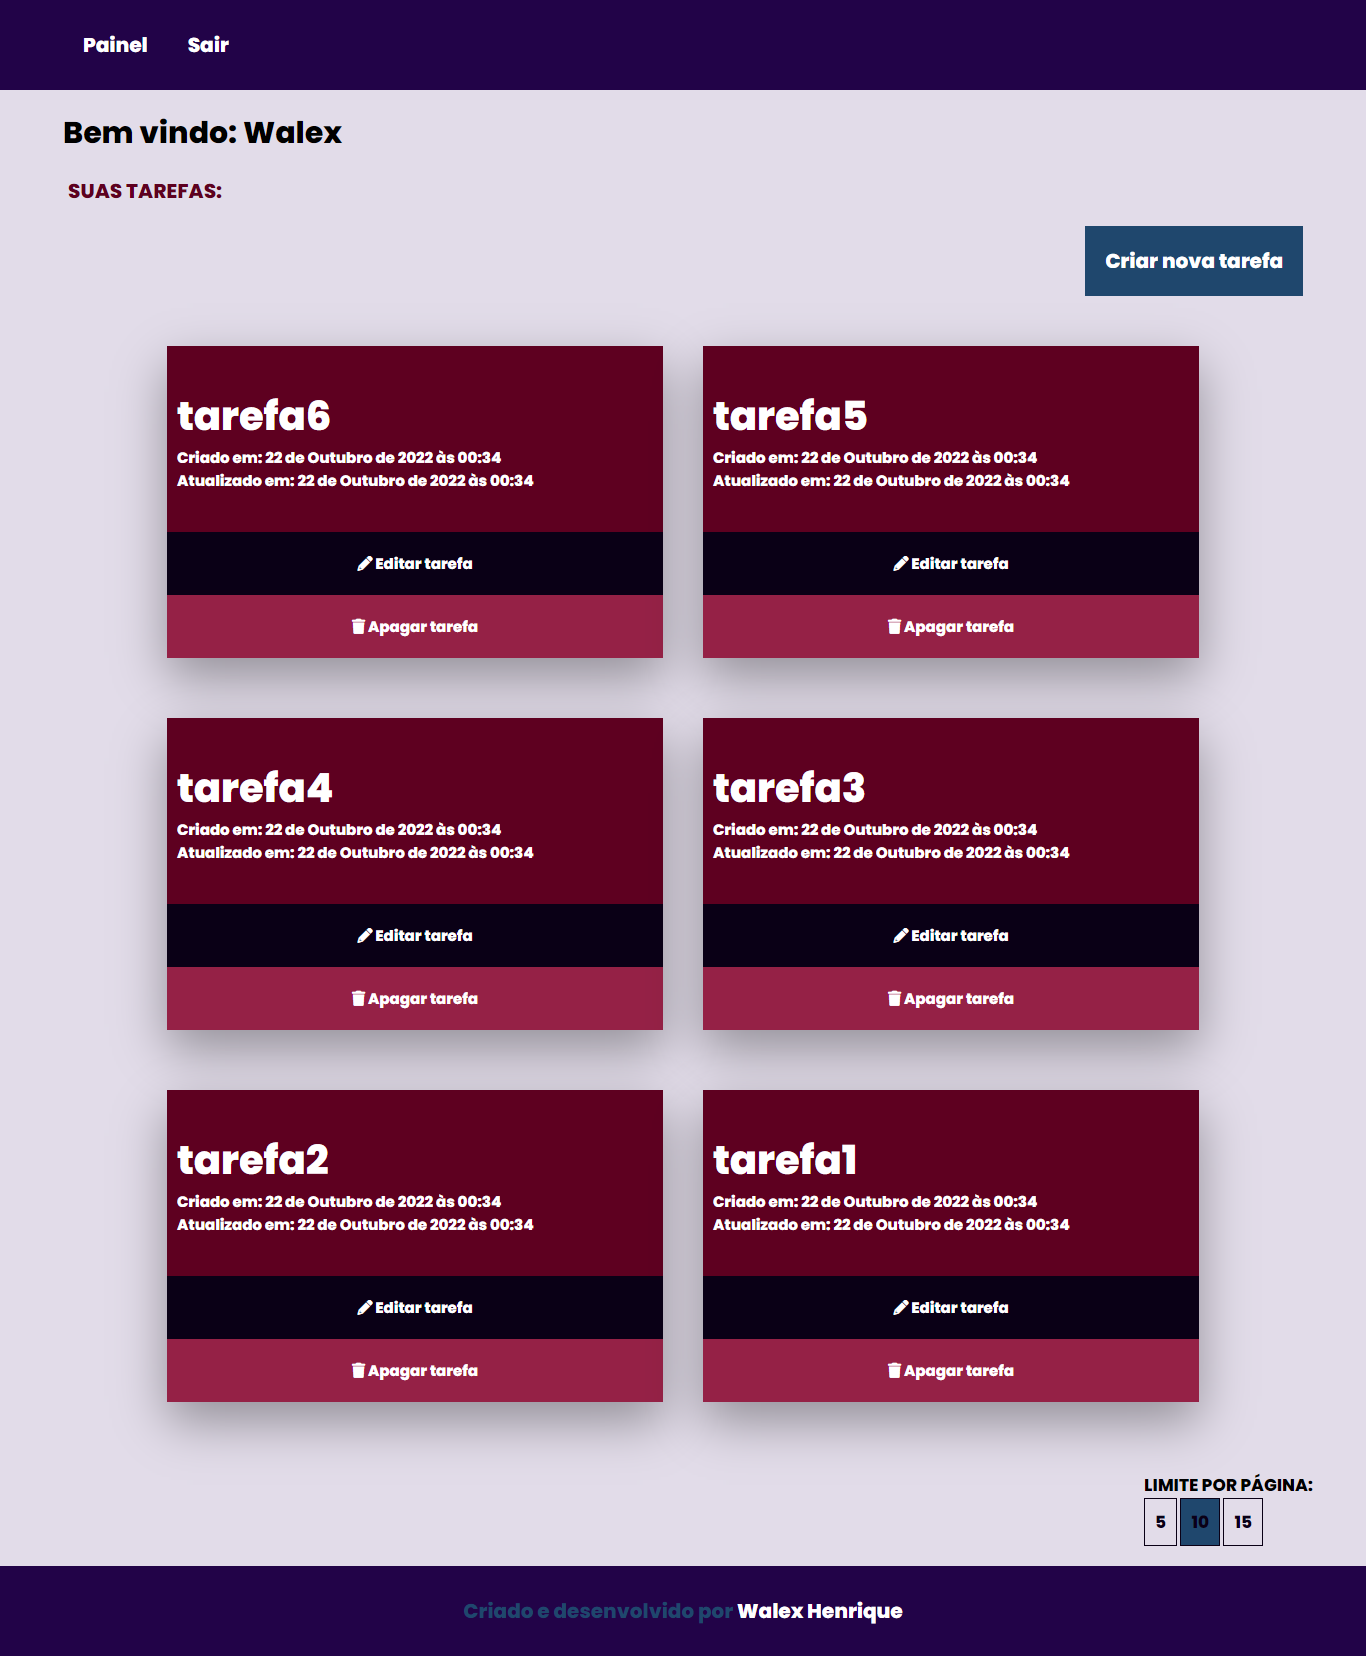 Painel Sair
Bem vindo: Walex
SUAS TAREFAS:
Criar nova tarefa
tarefa6
Criado em: 22 de Outubro de 2022 às 00:34
Atualizado em: 22 de Outubro de 2022 às 00:34
Editar tarefa
Apagar tarefa
tarefa5
Criado em: 22 de Outubro de 2022 às 00:34
Atualizado em: 22 de Outubro de 2022 às 00:34
Editar tarefa
Apagar tarefa
tarefa4
Criado em: 22 de Outubro de 2022 às 00:34
Atualizado em: 22 de Outubro de 2022 às 00:34
Editar tarefa
Apagar tarefa
tarefa3
Criado em: 22 de Outubro de 2022 às 00:34
Atualizado em: 22 de Outubro de 2022 às 00:34
Editar tarefa
Apagar tarefa
tarefa2
Criado em: 22 de Outubro de 2022 às 00:34
Atualizado em: 22 de Outubro de 2022 às 00:34
Editar tarefa
Apagar tarefa
tarefa1
Criado em: 22 de Outubro de 2022 às 00:34
Atualizado em: 22 de Outubro de 2022 às 00:34
Editar tarefa
Apagar tarefa
LIMITE POR PÁGINA:
5 10 15
Criado e desenvolvido por Walex Henrique